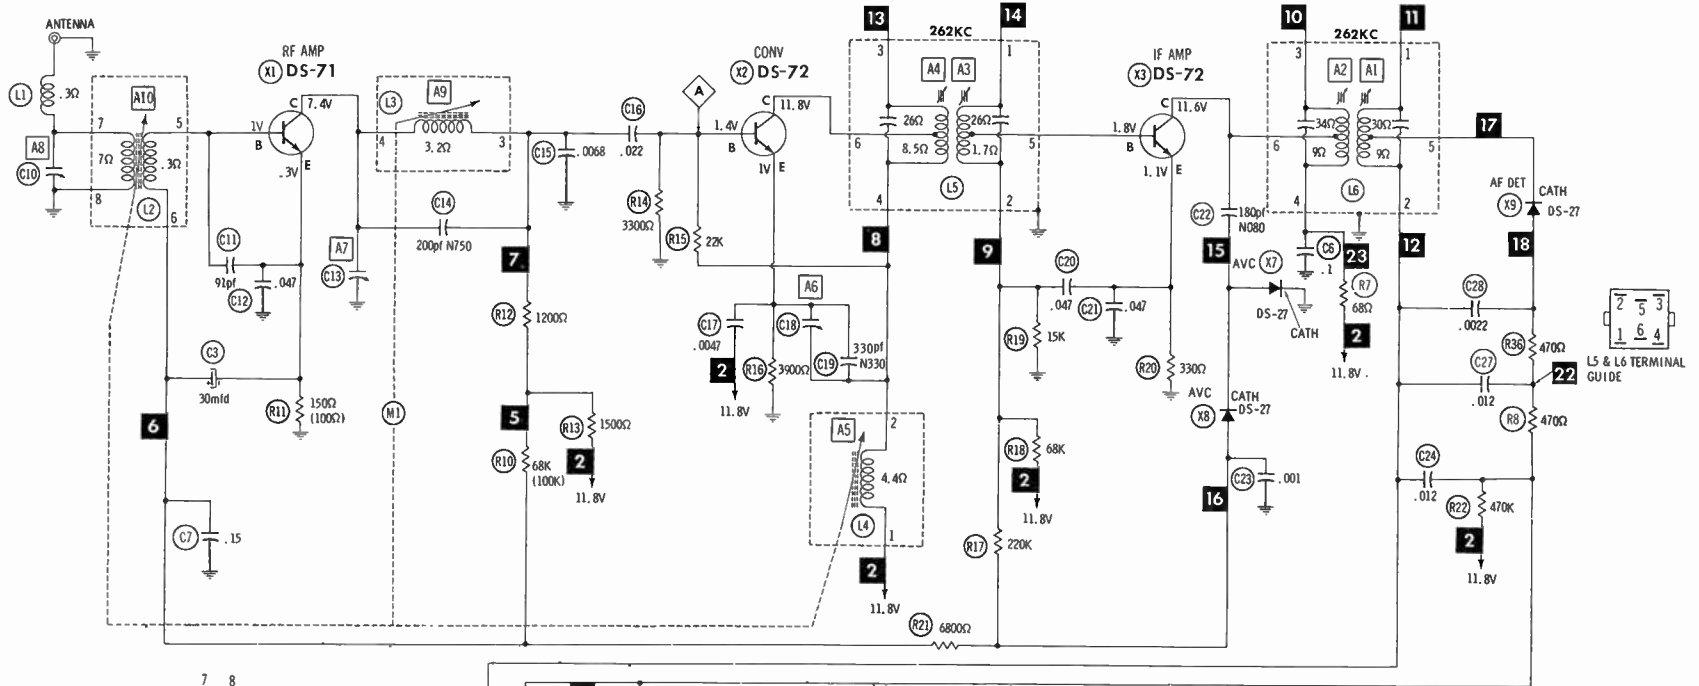 ANTENNA
L1 .3Ω
A8
C10
7 5
7Ω .3Ω
8 6
A10
L2
RF AMP
X1 DS-71
C 7.4V
1V
B
E
.3V
C11
91pf
C12 .047
C3
30mfd
R11 150Ω
(100Ω)
6
C7 .15
L3 A9
4 3
3.2Ω
A7
C13
C14
200pf N750
M1
C15 .0068
C16
.022
7
R12 1200Ω
5
R13 1500Ω
2
11.8V
R10 68K
(100K)
R14
3300Ω
R15 22K
A
CONV
X2 DS-72
C 11.8V
1.4V
B
1V E
A6
C17
.0047
C18
C19
330pf
N330
2
11.8V
R16 3900Ω
A5
2
4.4Ω
L4
1
2
11.8V
13 14
262KC
3 1
A4 A3
26Ω 26Ω
8.5Ω 1.7Ω
6 5
L5
4 2
8 9
C20
.047
C21 .047
R19 15K
R18 68K
2
11.8V
R17 220K
R21 6800Ω
IF AMP
X3 DS-72
C 11.6V
1.8V
B
1.1V E
R20 330Ω
C22 180pf
N080
15
AVC X7
DS-27
CATH
AVC CATH
X8 DS-27
C23 .001
16
10 11
262KC
3 1
A2 A1
34Ω 30Ω
9Ω 9Ω
6 5
L6
4 2
C6
.1
23
R7
68Ω
2
11.8V.
12
17
AF DET CATH
X9 DS-27
18
C28
.0022
R36 470Ω
C27
.012
22
R8 470Ω
C24
.012
R22 470K
2
11.8V
2 5 3
1 6 4
L5 & L6 TERMINAL
GUIDE
7 8